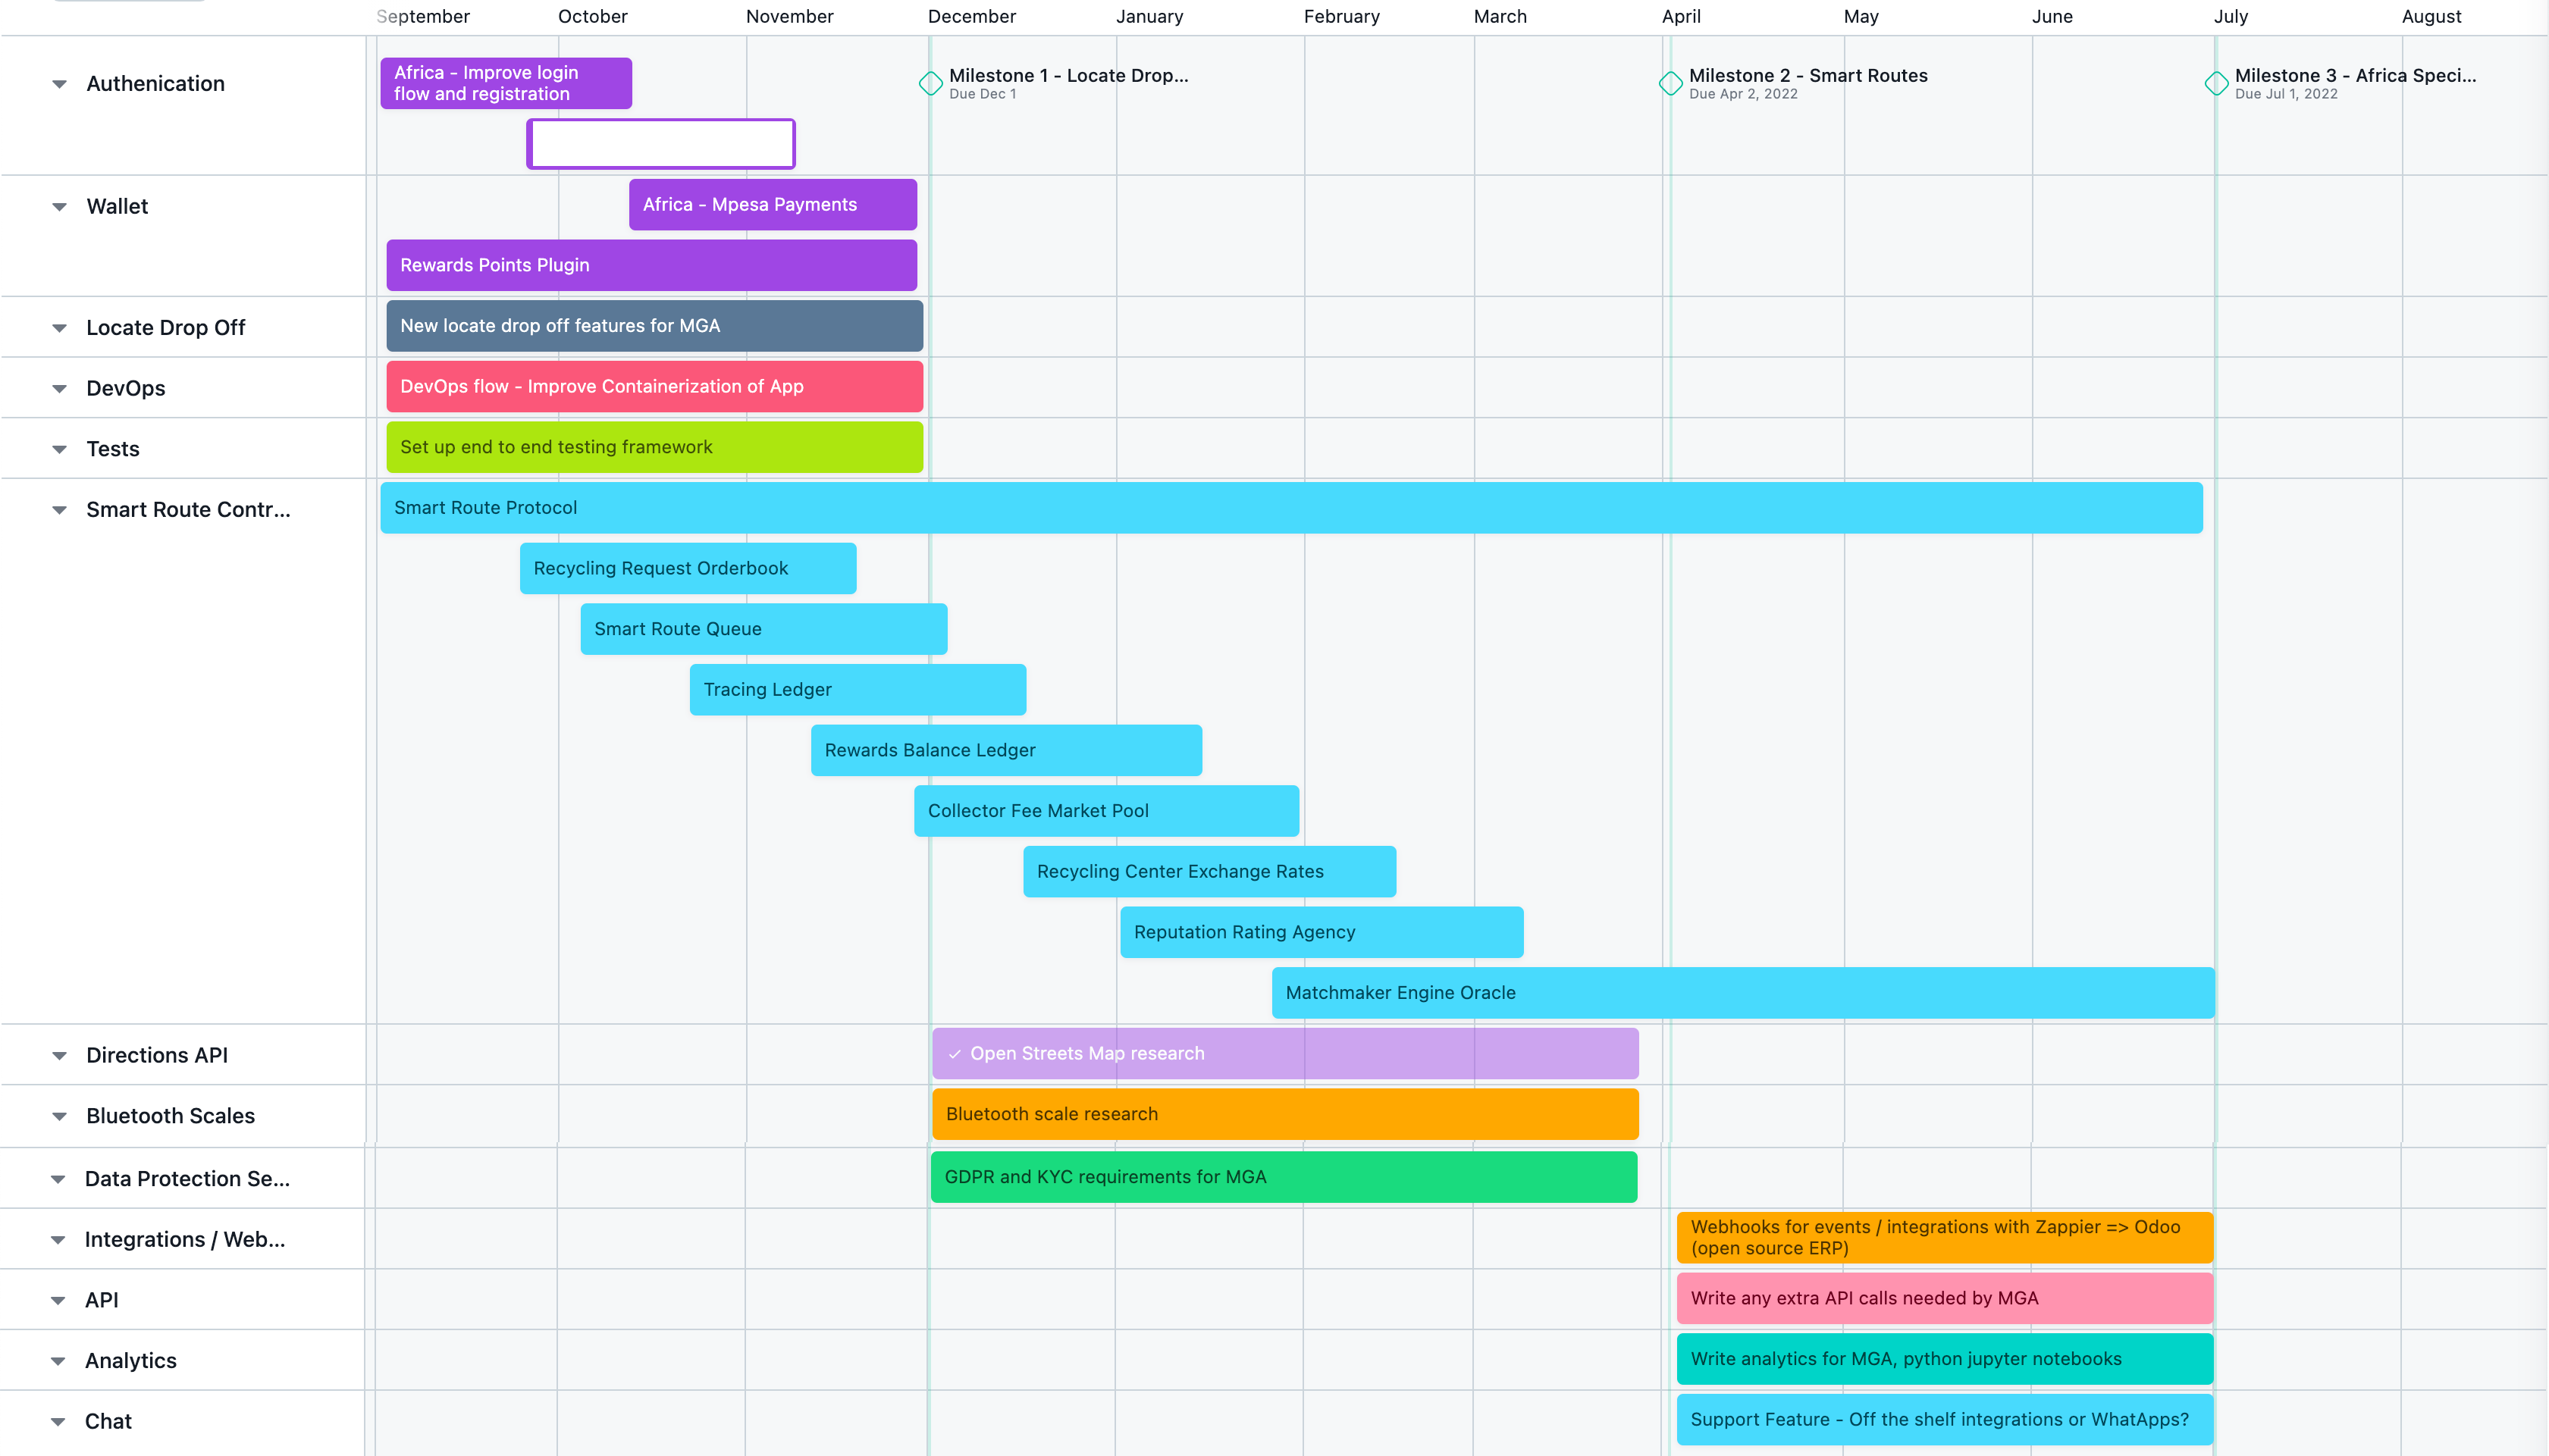 September October November December January February March April May June July August
Authenication
Africa - Improve login
flow and registration
Milestone 1 - Locate Drop...
Due Dec 1
Milestone 2 - Smart Routes
Due Apr 2, 2022
Milestone 3 - Africa Speci...
Due Jul 1, 2022
Wallet
Africa - Mpesa Payments
Rewards Points Plugin
Locate Drop Off
New locate drop off features for MGA
DevOps
DevOps flow - Improve Containerization of App
Tests
Set up end to end testing framework
Smart Route Contr...
Smart Route Protocol
Recycling Request Orderbook
Smart Route Queue
Tracing Ledger
Rewards Balance Ledger
Collector Fee Market Pool
Recycling Center Exchange Rates
Reputation Rating Agency
Matchmaker Engine Oracle
Directions API
Open Streets Map research
Bluetooth Scales
Bluetooth scale research
Data Protection Se...
GDPR and KYC requirements for MGA
Integrations / Web...
Webhooks for events / integrations with Zappier => Odoo
(open source ERP)
API
Write any extra API calls needed by MGA
Analytics
Write analytics for MGA, python jupyter notebooks
Chat
Support Feature - Off the shelf integrations or WhatApps?